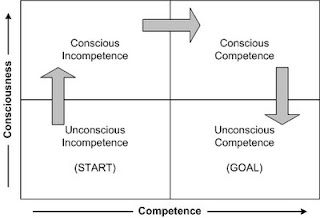 Conscious
Incompetence
Conscious
Competence
Unconscious
Incompetence
(START)
Unconscious
Competence
(GOAL)
Consciousness
Competence